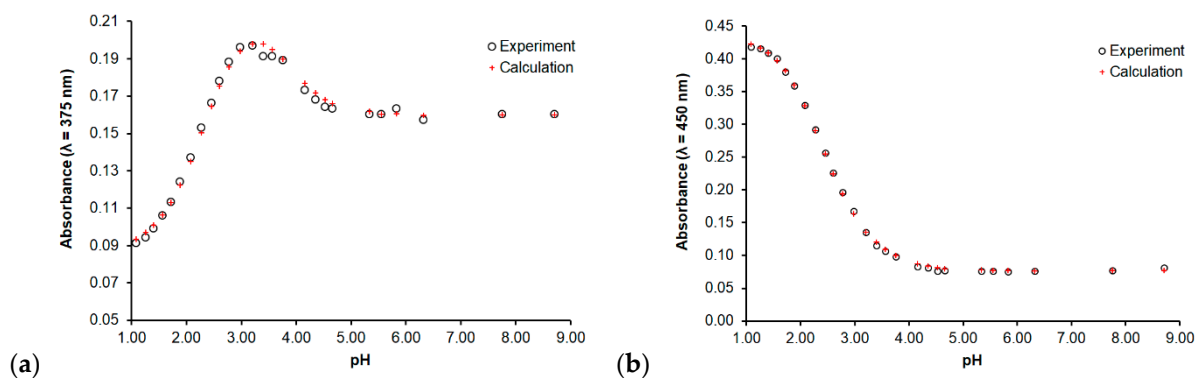 0.21
0.19
0.17
0.15
0.13
0.11
0.09
0.07
0.05
Absorbance (λ = 375 nm)
Experiment
Calculation
1.00 2.00 3.00 4.00 5.00 6.00 7.00 8.00 9.00
pH
(a)
0.50
0.45
0.40
0.35
0.30
0.25
0.20
0.15
0.10
0.05
0.00
Absorbance (λ = 450 nm)
Experiment
Calculation
1.00 2.00 3.00 4.00 5.00 6.00 7.00 8.00 9.00
pH
(b)